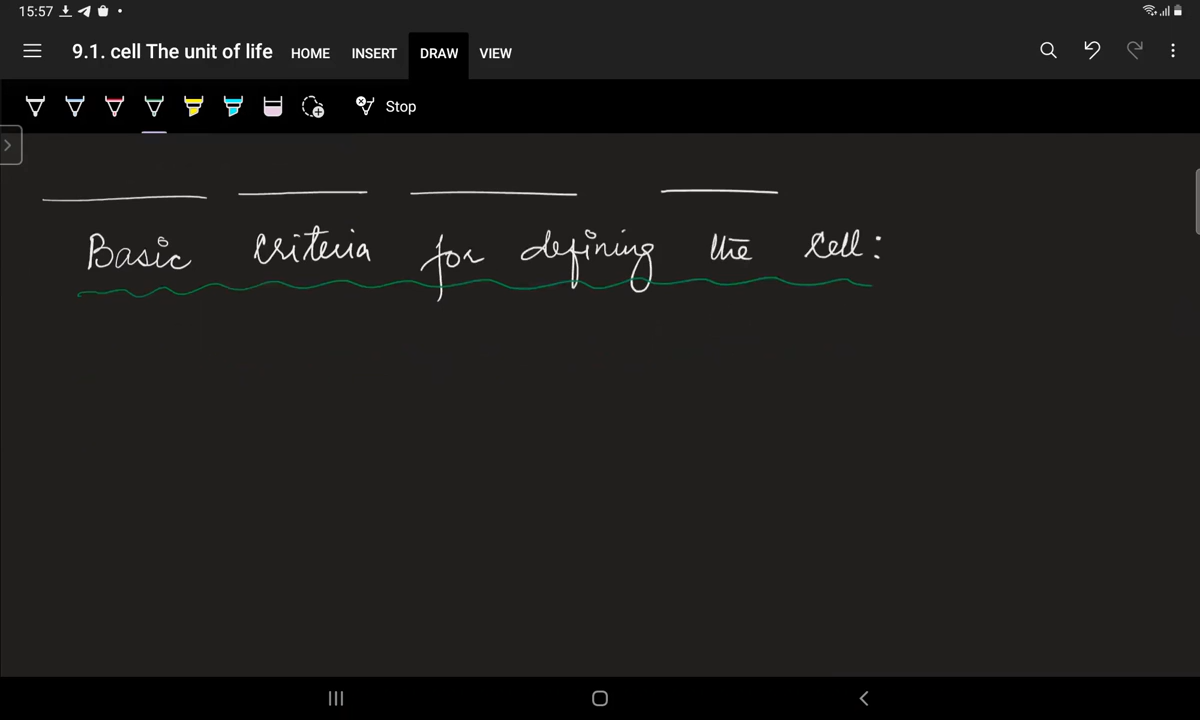 15:57
9.1. cell The unit of life HOME INSERT DRAW VIEW
Stop
Basic Criteria for defining the Cell: